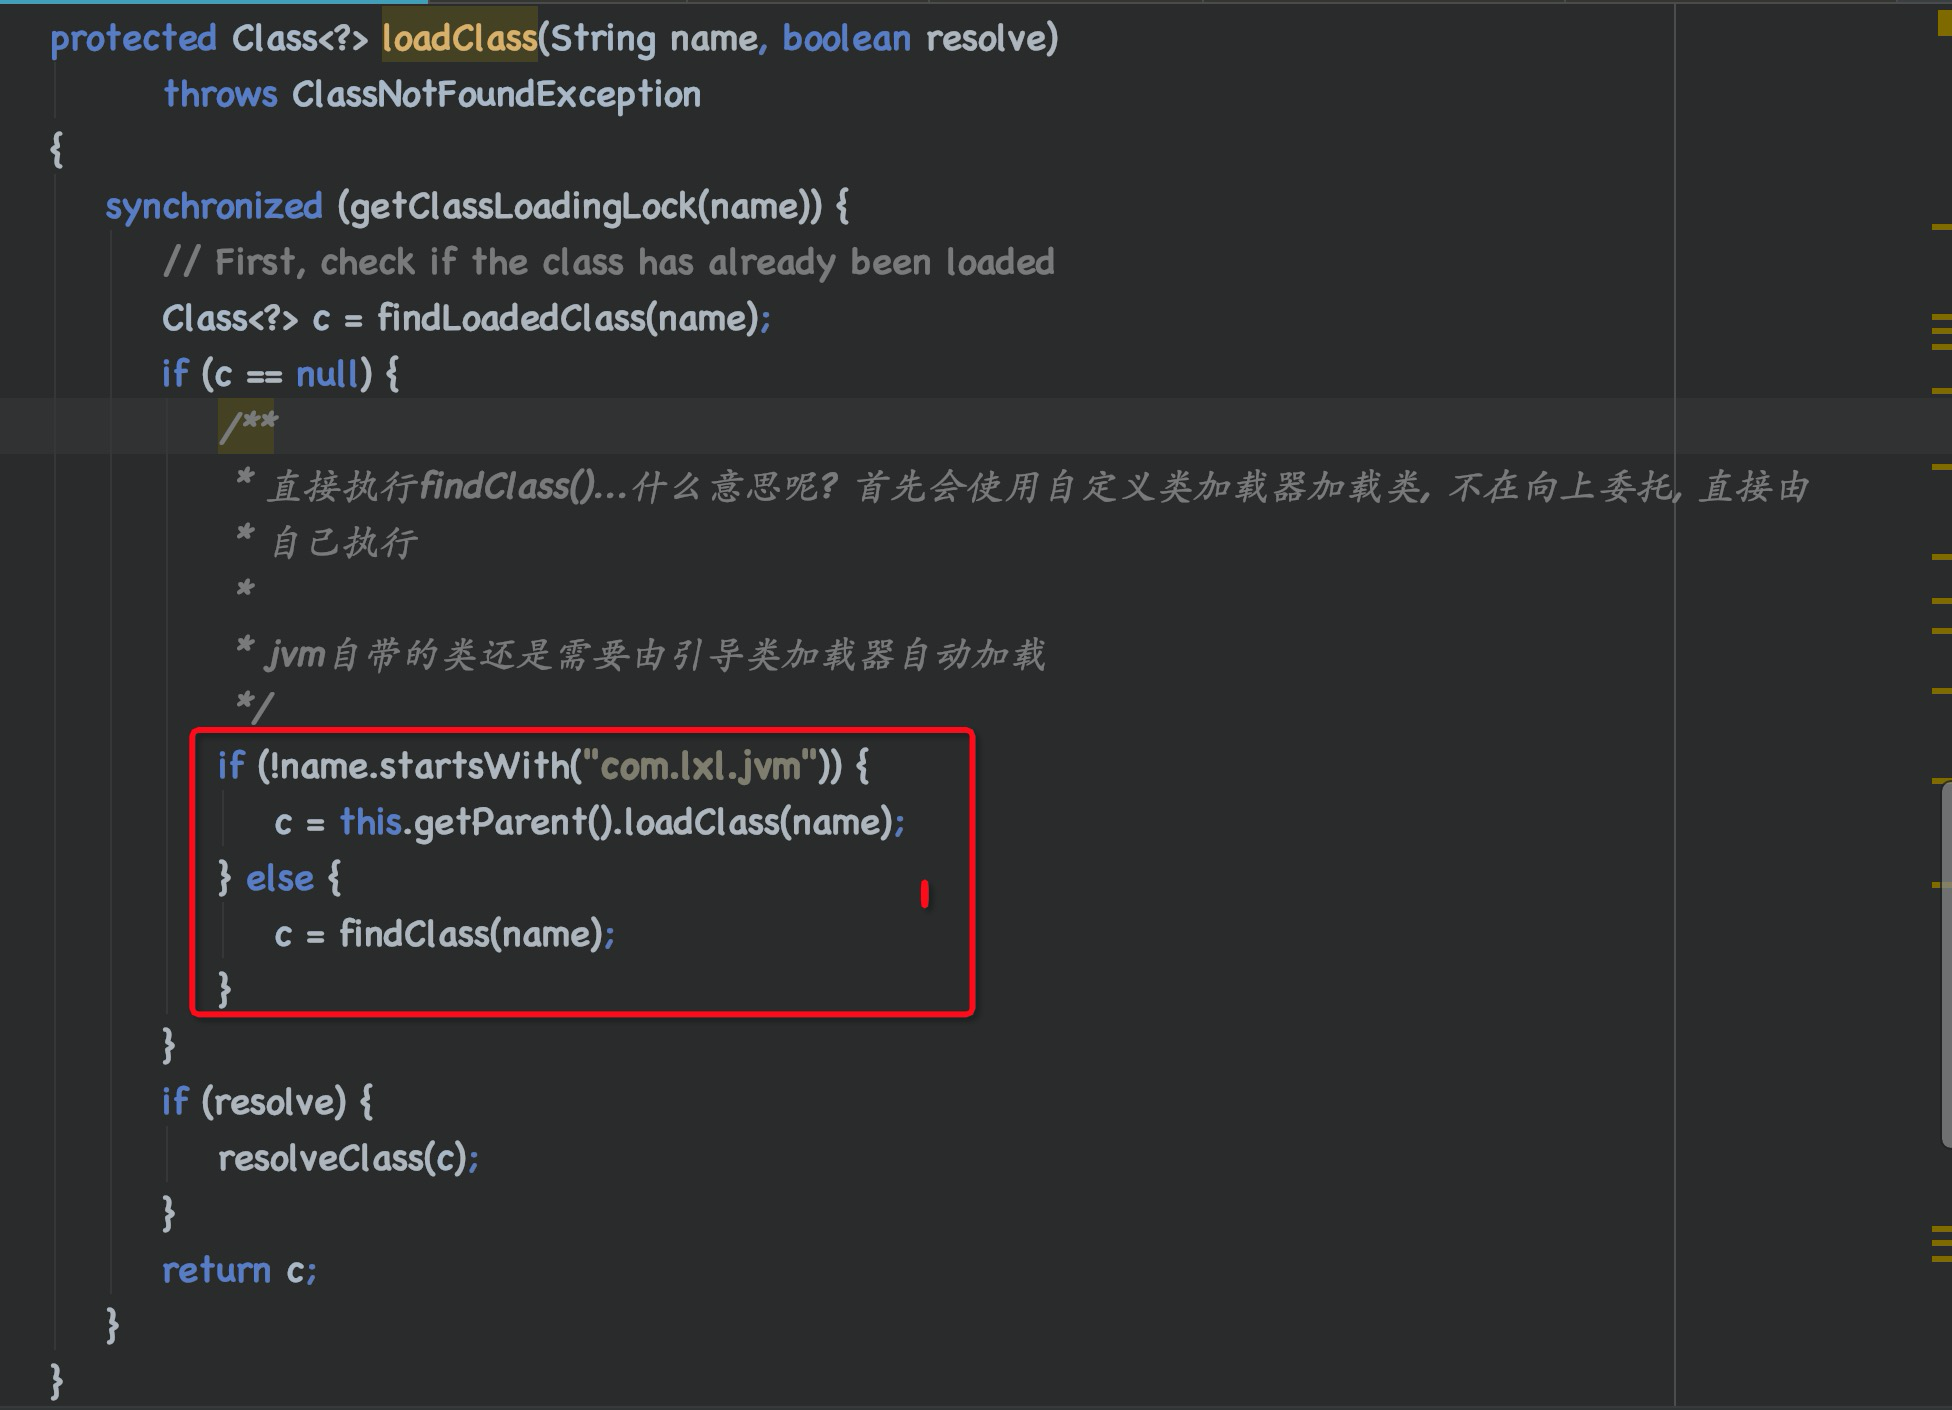 protected Class<?> loadClass(String name, boolean resolve)
throws ClassNotFoundException
{
synchronized (getClassLoadingLock(name)) {
// First, check if the class has already been loaded
Class<?> c = findLoadedClass(name);
if (c == null) {
/**
* 直接执行findClass()...什么意思呢? 首先会使用自定义类加载器加载类, 不在向上委托, 直接由
* 自己执行
*
* jvm自带的类还是需要由引导类加载器自动加载
*/
if (!name.startsWith("com.lxl.jvm")) {
c = this.getParent().loadClass(name);
} else {
c = findClass(name);
}
}
if (resolve) {
resolveClass(c);
}
return c;
}
}